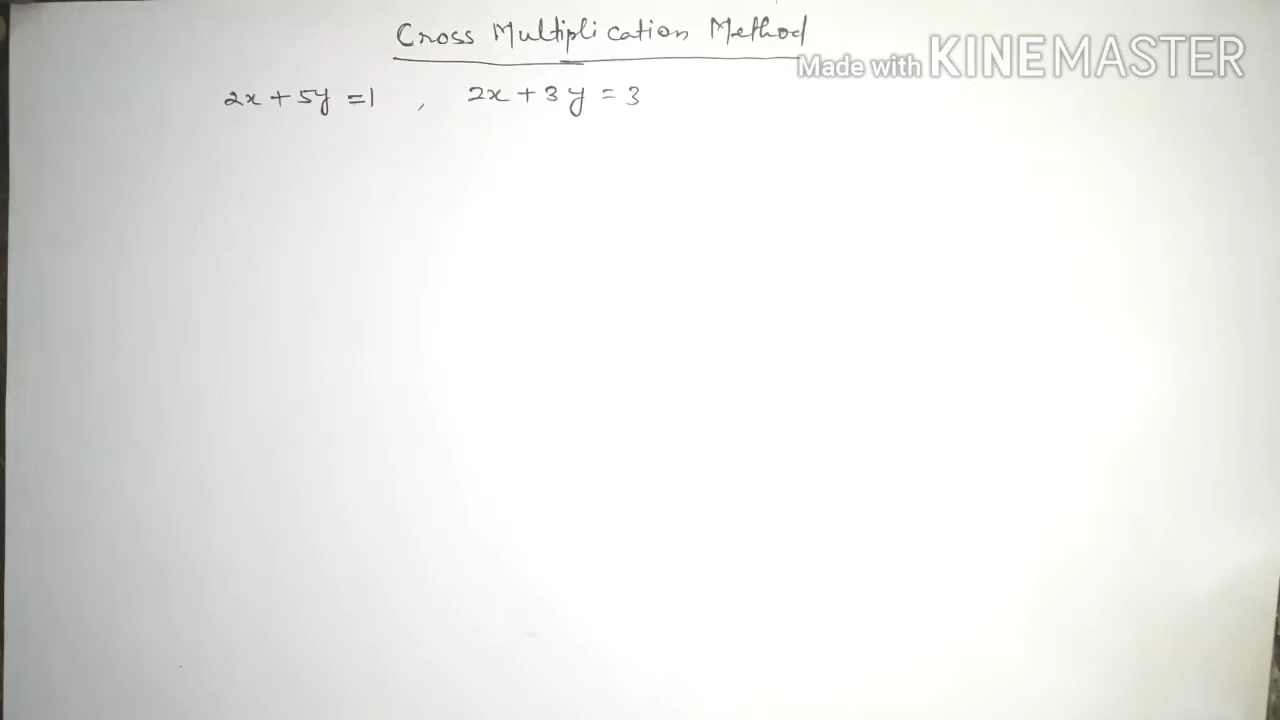 Cross Multiplication Method
Made with KINEMASTER
2x + 5y = 1 , 2x + 3y = 3